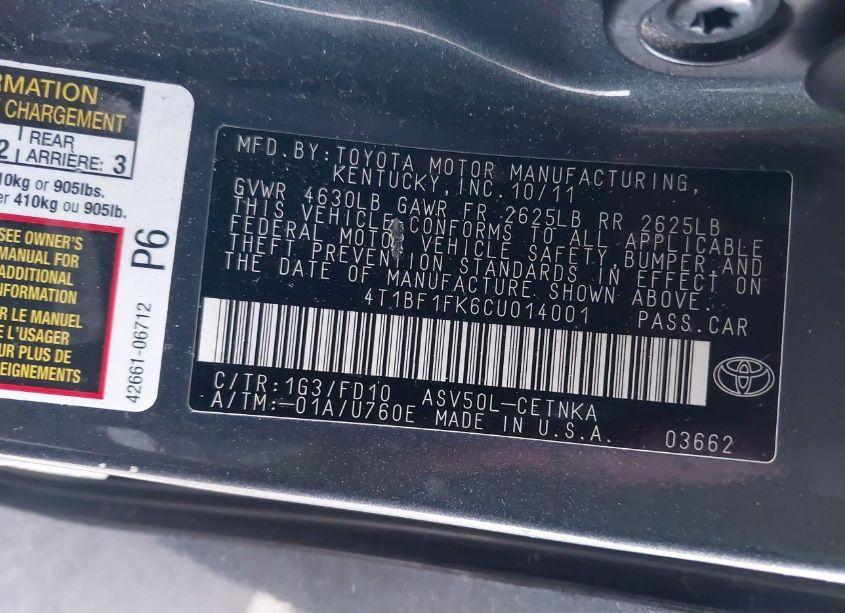 RMATION
CHARGEMENT
2 REAR
ARRIÈRE: 3
10kg or 905lbs.
er 410kg ou 905lb.
SEE OWNER'S
MANUAL FOR
ADDITIONAL
INFORMATION
R LE MANUEL
L'USAGER
UR PLUS DE
SEIGNEMENTS
P6
42661-06712
MFD. BY: TOYOTA MOTOR MANUFACTURING,
KENTUCKY, INC. 10/11
GVWR 4630LB GAWR FR 2625LB RR 2625LB
THIS VEHICLE CONFORMS TO ALL APPLICABLE
FEDERAL MOTOR VEHICLE SAFETY, BUMPER, AND
THEFT PREVENTION STANDARDS IN EFFECT ON
THE DATE OF MANUFACTURE SHOWN ABOVE.
4T1BF1FK6CU014001 PASS. CAR
C/TR: 1G3/FD10 ASV50L-CETNKA
A/TM: -01A/U760E MADE IN U.S.A. 03662